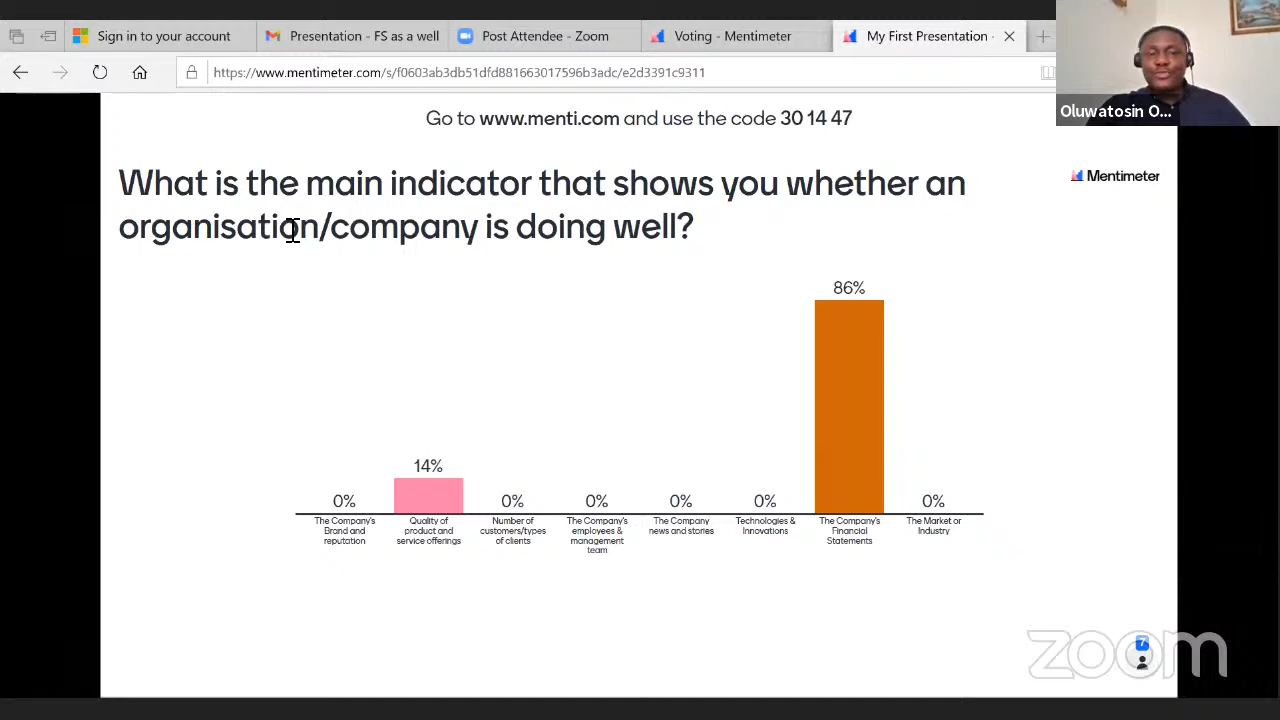 Sign in to your account
Presentation - FS as a well
Post Attendee - Zoom
Voting - Mentimeter
My First Presentation -
https://www.mentimeter.com/s/f0603ab3db51dfd881663017596b3adc/e2d3391c9311
Oluwatosin O...
Go to www.menti.com and use the code 30 14 47
What is the main indicator that shows you whether an
organisation/company is doing well?
Mentimeter
86%
14%
0%
0%
0%
0%
0%
0%
The Company's
Brand and
reputation
Quality of
product and
service offerings
Number of
customers/types
of clients
The Company's
employees &
management
team
The Company
news and stories
Technologies &
Innovations
The Company's
Financial
Statements
The Market or
Industry
7
zoom